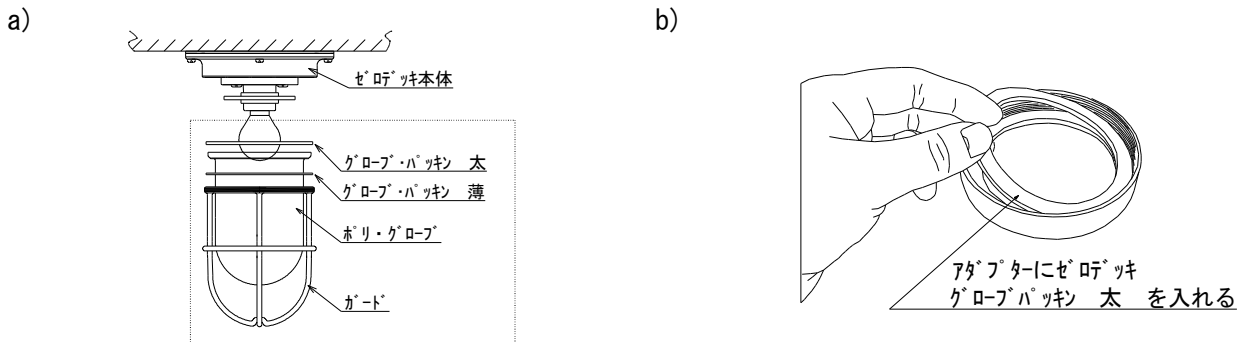 a)
b)
ｾﾞﾛﾃﾞｯｷ本体
ｸﾞﾛｰﾌﾞ･ﾊﾟｯｷﾝ 太
ｸﾞﾛｰﾌﾞ･ﾊﾟｯｷﾝ 薄
ﾎﾟﾘ・ｸﾞﾛｰﾌﾞ
ｶﾞｰﾄﾞ
ｱﾀﾞﾌﾟﾀｰにｾﾞﾛﾃﾞｯｷ
ｸﾞﾛｰﾌﾞﾊﾟｯｷﾝ 太 を入れる